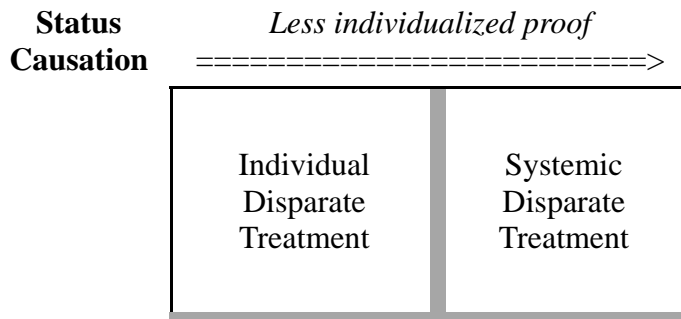 Status
Causation
Less individualized proof
=========================>
Individual
Disparate
Treatment
Systemic
Disparate
Treatment